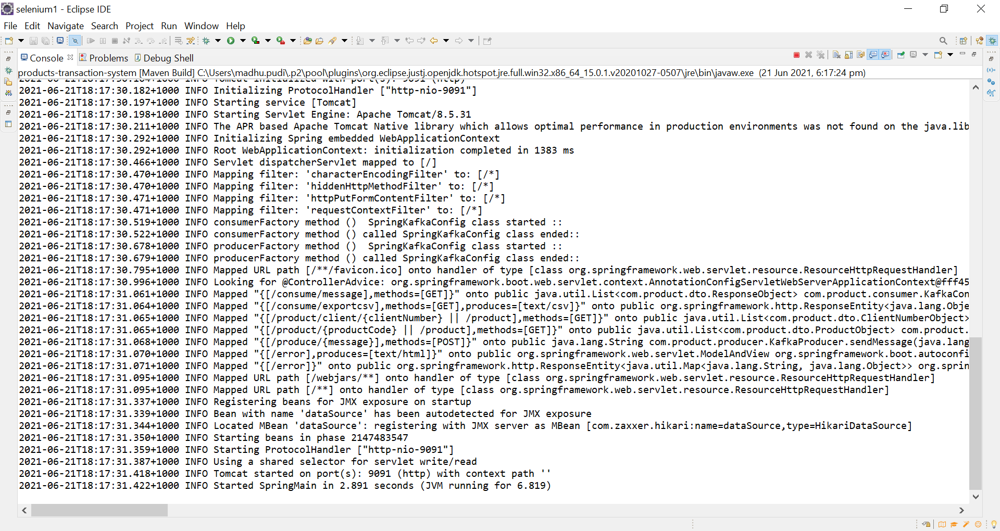 selenium1 - Eclipse IDE
File Edit Navigate Search Project Run Window Help
Console Problems Debug Shell
products-transaction-system [Maven Build] C:\Users\madhu.pudi\.p2\pool\plugins\org.eclipse.justj.openjdk.hotspot.jre.full.win32.x86_64_15.0.1.v20201027-0507\jre\bin\javaw.exe (21 Jun 2021, 6:17:24 pm)
2021-06-21T18:17:30.164+1000 INFO Tomcat initialized with port(s): 9091 (http)
2021-06-21T18:17:30.182+1000 INFO Initializing ProtocolHandler ["http-nio-9091"]
2021-06-21T18:17:30.197+1000 INFO Starting service [Tomcat]
2021-06-21T18:17:30.198+1000 INFO Starting Servlet Engine: Apache Tomcat/8.5.31
2021-06-21T18:17:30.211+1000 INFO The APR based Apache Tomcat Native library which allows optimal performance in production environments was not found on the java.lib
2021-06-21T18:17:30.292+1000 INFO Initializing Spring embedded WebApplicationContext
2021-06-21T18:17:30.292+1000 INFO Root WebApplicationContext: initialization completed in 1383 ms
2021-06-21T18:17:30.466+1000 INFO Servlet dispatcherServlet mapped to [/]
2021-06-21T18:17:30.470+1000 INFO Mapping filter: 'characterEncodingFilter' to: [/*]
2021-06-21T18:17:30.470+1000 INFO Mapping filter: 'hiddenHttpMethodFilter' to: [/*]
2021-06-21T18:17:30.471+1000 INFO Mapping filter: 'httpPutFormContentFilter' to: [/*]
2021-06-21T18:17:30.471+1000 INFO Mapping filter: 'requestContextFilter' to: [/*]
2021-06-21T18:17:30.519+1000 INFO consumerFactory method ()  SpringKafkaConfig class started ::
2021-06-21T18:17:30.522+1000 INFO consumerFactory method () called SpringKafkaConfig class ended::
2021-06-21T18:17:30.678+1000 INFO producerFactory method ()  SpringKafkaConfig class started ::
2021-06-21T18:17:30.679+1000 INFO producerFactory method () called SpringKafkaConfig class ended::
2021-06-21T18:17:30.795+1000 INFO Mapped URL path [/**/favicon.ico] onto handler of type [class org.springframework.web.servlet.resource.ResourceHttpRequestHandler]
2021-06-21T18:17:30.996+1000 INFO Looking for @ControllerAdvice: org.springframework.boot.web.servlet.context.AnnotationConfigServletWebServerApplicationContext@fff45
2021-06-21T18:17:31.061+1000 INFO Mapped "{[/consume/message],methods=[GET]}" onto public java.util.List<com.product.dto.ResponseObject> com.product.consumer.KafkaCon
2021-06-21T18:17:31.064+1000 INFO Mapped "{[/consume/exportcsv],methods=[GET],produces=[text/csv]}" onto public org.springframework.http.ResponseEntity<java.lang.Obje
2021-06-21T18:17:31.065+1000 INFO Mapped "{[/product/client/{clientNumber} || /product],methods=[GET]}" onto public java.util.List<com.product.dto.ClientNumberObject>
2021-06-21T18:17:31.065+1000 INFO Mapped "{[/product/{productCode} || /product],methods=[GET]}" onto public java.util.List<com.product.dto.ProductObject> com.product.
2021-06-21T18:17:31.068+1000 INFO Mapped "{[/produce/{message}],methods=[POST]}" onto public java.lang.String com.product.producer.KafkaProducer.sendMessage(java.lang
2021-06-21T18:17:31.070+1000 INFO Mapped "{[/error],produces=[text/html]}" onto public org.springframework.web.servlet.ModelAndView org.springframework.boot.autoconfi
2021-06-21T18:17:31.071+1000 INFO Mapped "{[/error]}" onto public org.springframework.http.ResponseEntity<java.util.Map<java.lang.String, java.lang.Object>> org.sprin
2021-06-21T18:17:31.095+1000 INFO Mapped URL path [/webjars/**] onto handler of type [class org.springframework.web.servlet.resource.ResourceHttpRequestHandler]
2021-06-21T18:17:31.095+1000 INFO Mapped URL path [/**] onto handler of type [class org.springframework.web.servlet.resource.ResourceHttpRequestHandler]
2021-06-21T18:17:31.337+1000 INFO Registering beans for JMX exposure on startup
2021-06-21T18:17:31.339+1000 INFO Bean with name 'dataSource' has been autodetected for JMX exposure
2021-06-21T18:17:31.344+1000 INFO Located MBean 'dataSource': registering with JMX server as MBean [com.zaxxer.hikari:name=dataSource,type=HikariDataSource]
2021-06-21T18:17:31.350+1000 INFO Starting beans in phase 2147483547
2021-06-21T18:17:31.359+1000 INFO Starting ProtocolHandler ["http-nio-9091"]
2021-06-21T18:17:31.387+1000 INFO Using a shared selector for servlet write/read
2021-06-21T18:17:31.418+1000 INFO Tomcat started on port(s): 9091 (http) with context path ''
2021-06-21T18:17:31.422+1000 INFO Started SpringMain in 2.891 seconds (JVM running for 6.819)